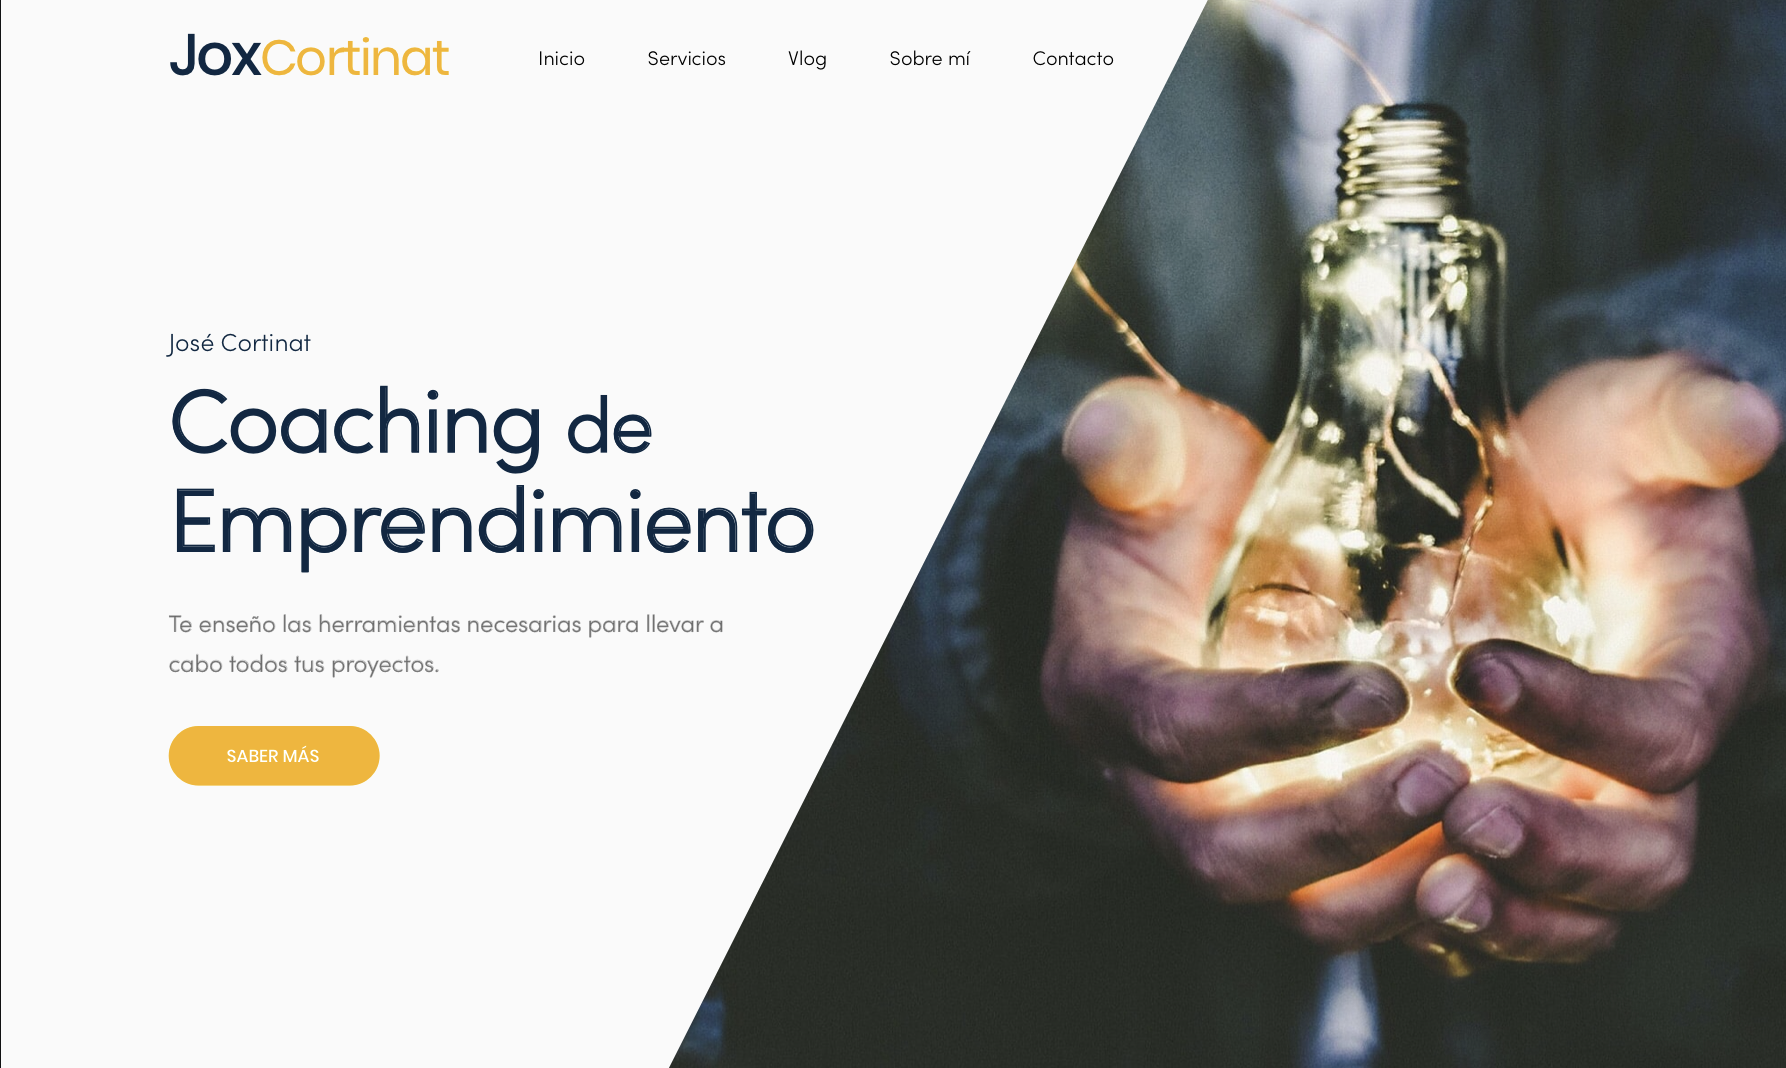 JoxCortinat
Inicio Servicios Vlog Sobre mí Contacto
José Cortinat
Coaching de
Emprendimiento
Te enseño las herramientas necesarias para llevar a
cabo todos tus proyectos.
SABER MÁS